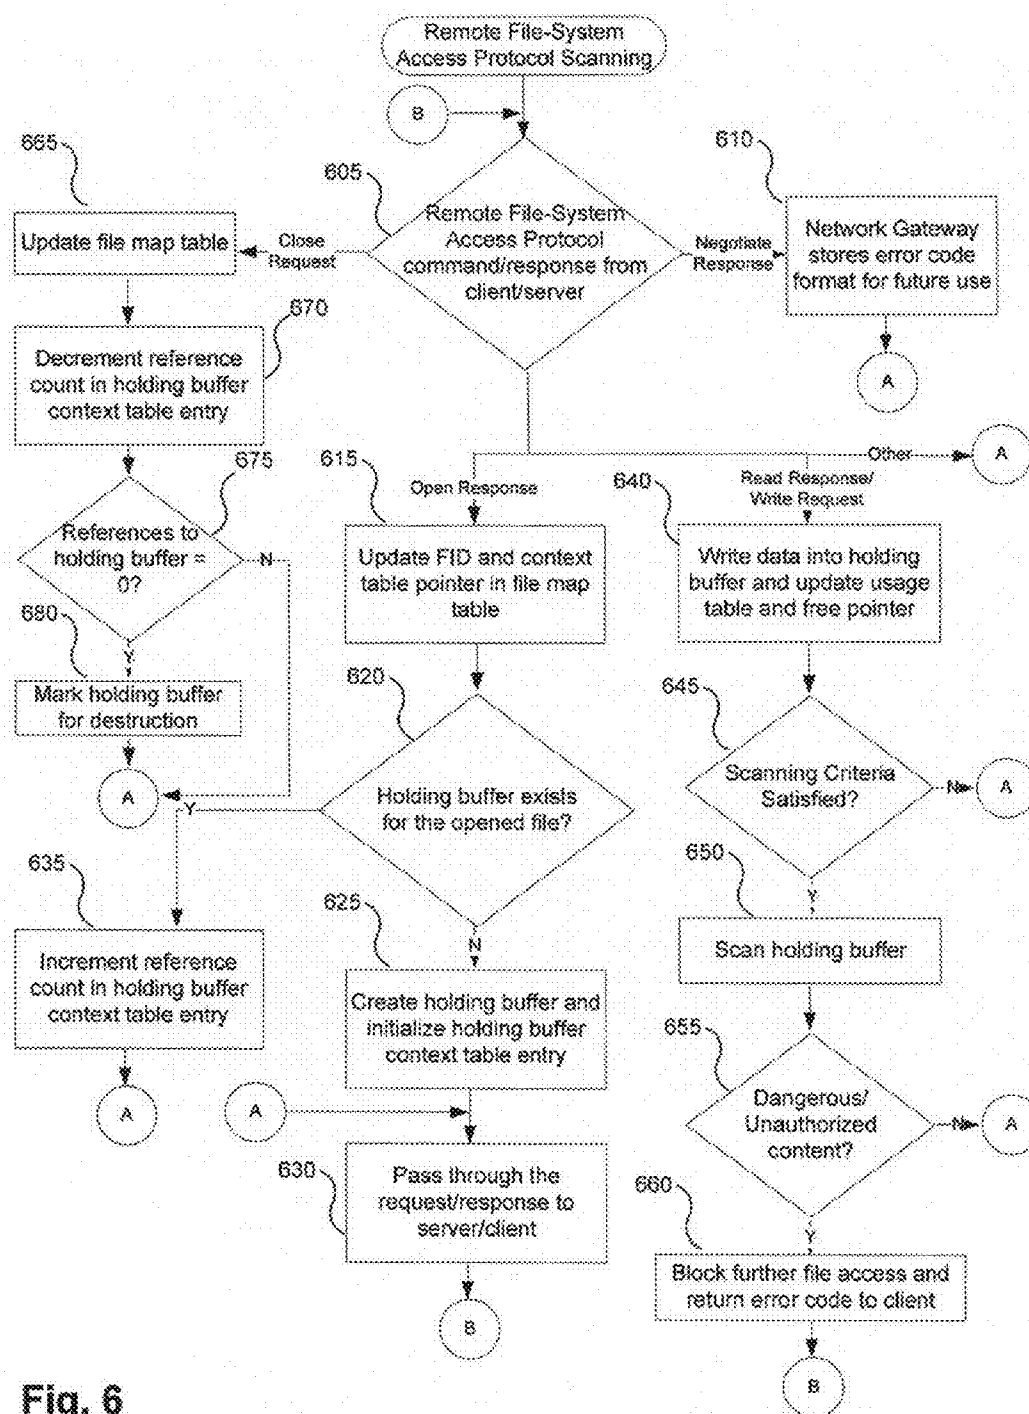 Remote File-System
Access Protocol Scanning
B
665
605
610
Remote File-System
Access Protocol
command/response from
client/server
Update file map table
Close
Request
Negotiate
Response
Network Gateway
stores error code
format for future use
670
A
Decrement reference
count in holding buffer
context table entry
675
615
Open Response
640
Read Response/
Write Request
Other
A
References to
holding buffer =
0?
N
Y
Update FID and context
table pointer in file map
table
Write data into holding
buffer and update usage
table and free pointer
680
Mark holding buffer
for destruction
A
620
Holding buffer exists
for the opened file?
Y
N
645
Scanning Criteria
Satisfied?
N
A
Y
635
Increment reference
count in holding buffer
context table entry
A
625
Create holding buffer and
initialize holding buffer
context table entry
650
Scan holding buffer
655
Dangerous/
Unauthorized
content?
N
A
Y
A
630
Pass through the
request/response to
server/client
B
660
Block further file access and
return error code to client
B
Fig. 6